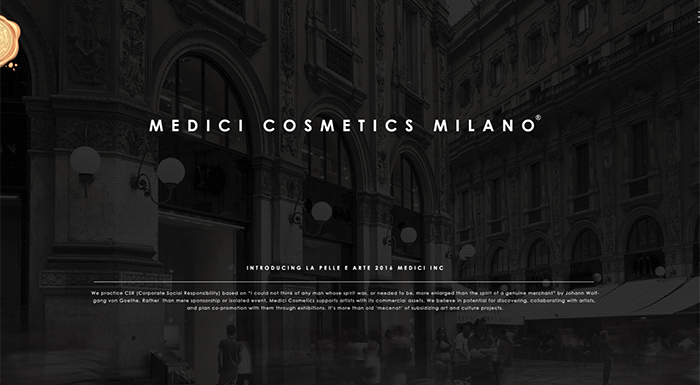 MEDICI COSMETICS MILANO®
INTRODUCING LA PELLE E ARTE 2016 MEDICI INC
We practice CSR (Corporate Social Responsibility) based on "I could not think of any man whose spirit was, or needed to be, more enlarged than the spirit of a genuine merchant" by Johann Wolf-
gang von Goethe. Rather than mere sponsorship or isolated event, Medici Cosmetics supports artists with its commercial assets. We believe in potential for discovering, collaborating with artists,
and plan co-promotion with them through exhibitions. It's more than old 'mecenat' of subsidizing art and culture projects.